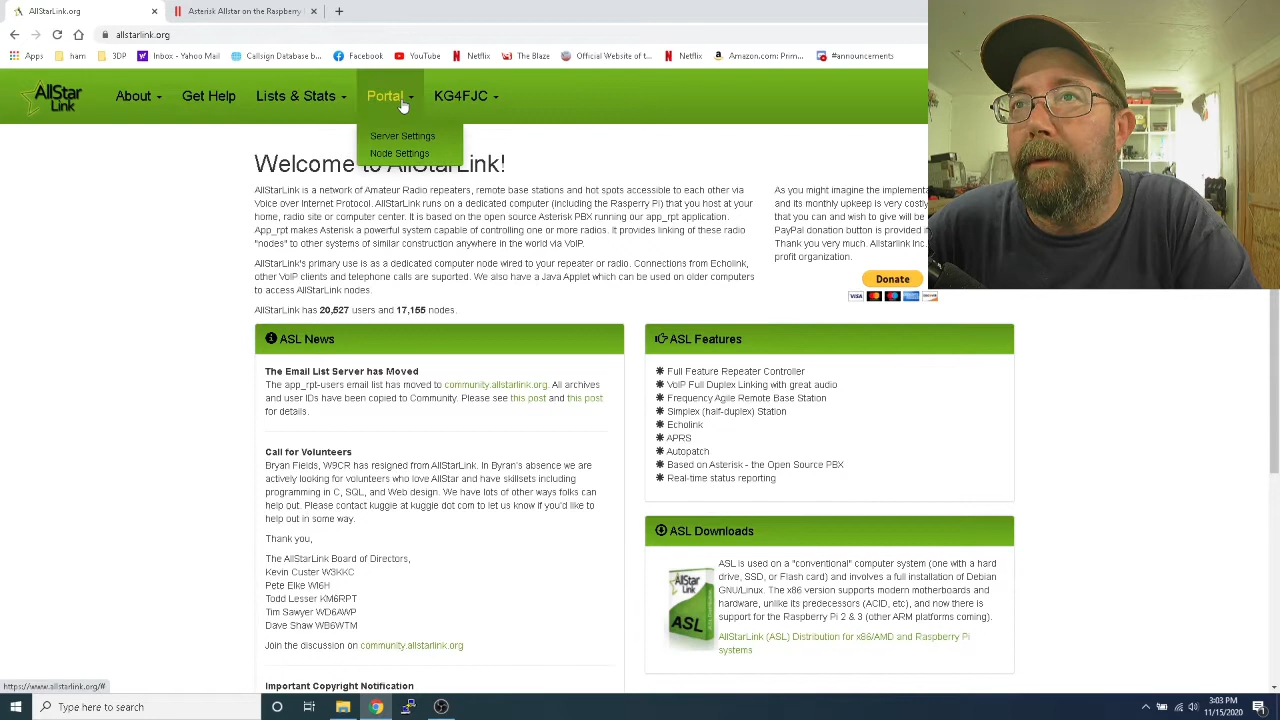 AllStarLink.org
Asterisk Allstar on the Raspberry
allstarlink.org
Apps
ham
3DP
Inbox - Yahoo Mail
Callsign Database b...
Facebook
YouTube
Netflix
The Blaze
Official Website of t...
Netflix
Amazon.com: Prim...
#announcements
AllStar Link
About
Get Help
Lists & Stats
Portal
KG4FJC
Server Settings
Node Settings
Welcome to AllStarLink!
AllStarLink is a network of Amateur Radio repeaters, remote base stations and hot spots accessible to each other via
Voice over Internet Protocol. AllStarLink runs on a dedicated computer (including the Rasperry Pi) that you host at your
home, radio site or computer center. It is based on the open source Asterisk PBX running our app_rpt application.
App_rpt makes Asterisk a powerful system capable of controlling one or more radios. It provides linking of these radio
"nodes" to other systems of similar construction anywhere in the world via VoIP.
AllStarLink's primary use is as a dedicated computer node wired to your repeater or radio. Connections from Echolink,
other VoIP clients and telephone calls are suported. We also have a Java Applet which can be used on older computers
to access AllStarLink nodes.
AllStarLink has 20,527 users and 17,155 nodes.
As you might imagine the implementa
and its monthly upkeep is very costly
that you can and wish to give will be
PayPal donation button is provided i
Thank you very much. Allstarlink Inc.
profit organization.
Donate
VISA
ASL News
The Email List Server has Moved
The app_rpt-users email list has moved to community.allstarlink.org. All archives
and user IDs have been copied to Community. Please see this post and this post
for details.
Call for Volunteers
Bryan Fields, W9CR has resigned from AllStarLink. In Byran's absence we are
actively looking for volunteers who love AllStar and have skillsets including
programming in C, SQL, and Web design. We have lots of other ways folks can
help out. Please contact kuggie at kuggie dot com to let us know if you'd like to
help out in some way.
Thank you,
The AllStarLink Board of Directors,
Kevin Custer W3KKC
Pete Elke WI6H
Todd Lesser KM6RPT
Tim Sawyer WD6AWP
Dave Shaw WB6WTM
Join the discussion on community.allstarlink.org
Important Copyright Notification
ASL Features
Full Feature Repeater Controller
VoIP Full Duplex Linking with great audio
Frequency Agile Remote Base Station
Simplex (half-duplex) Station
Echolink
APRS
Autopatch
Based on Asterisk - the Open Source PBX
Real-time status reporting
ASL Downloads
AllStar Link
ASL
ASL is used on a "conventional" computer system (one with a hard
drive, SSD, or Flash card) and involves a full installation of Debian
GNU/Linux. The x86 version supports modern motherboards and
hardware, unlike its predecessors (ACID, etc), and now there is
support for the Raspberry Pi 2 & 3 (other ARM platforms coming).
AllStarLink (ASL) Distribution for x86/AMD and Raspberry Pi
systems
https://www.allstarlink.org/#
Type here to search
3:03 PM
11/15/2020